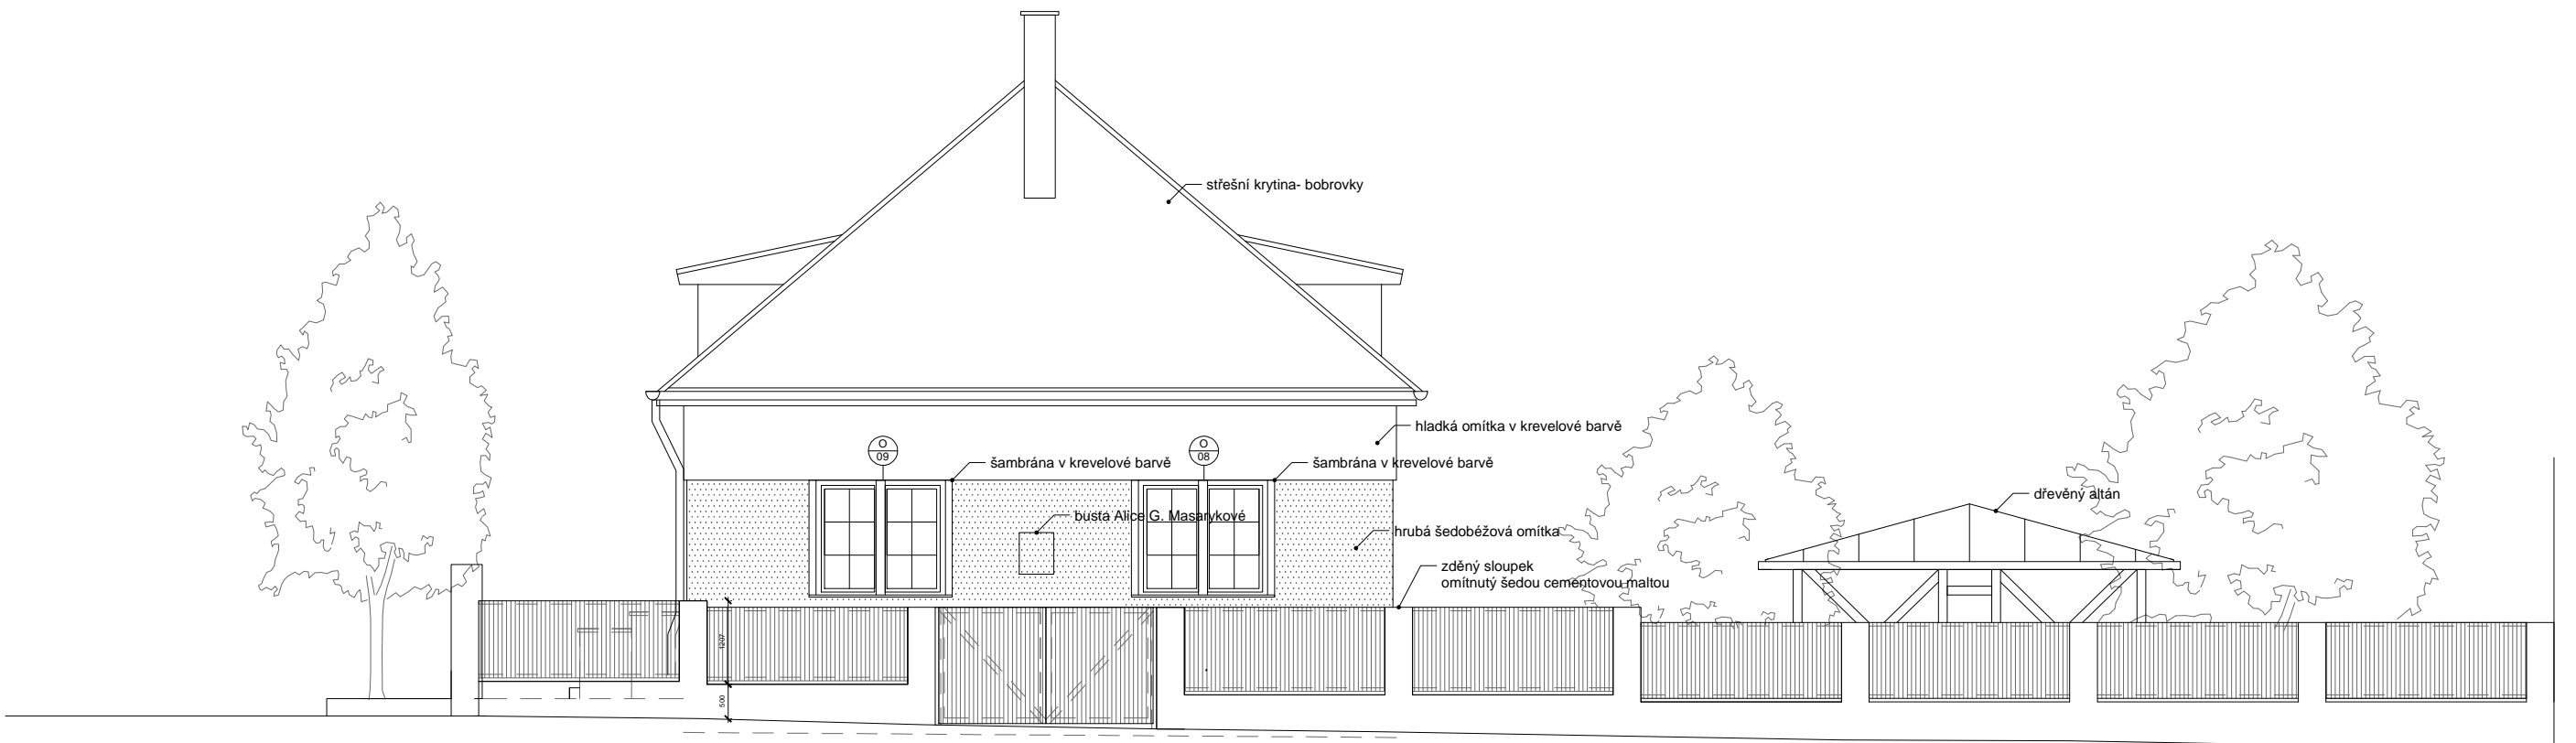 střešní krytina- bobrovky
hladká omítka v krevelové barvě
O
09
O
08
šambrána v krevelové barvě
šambrána v krevelové barvě
dřevěný altán
busta Alice G. Masarykové
hrubá šedobéžová omítka
zděný sloupek
omítnutý šedou cementovou maltou
1207
500